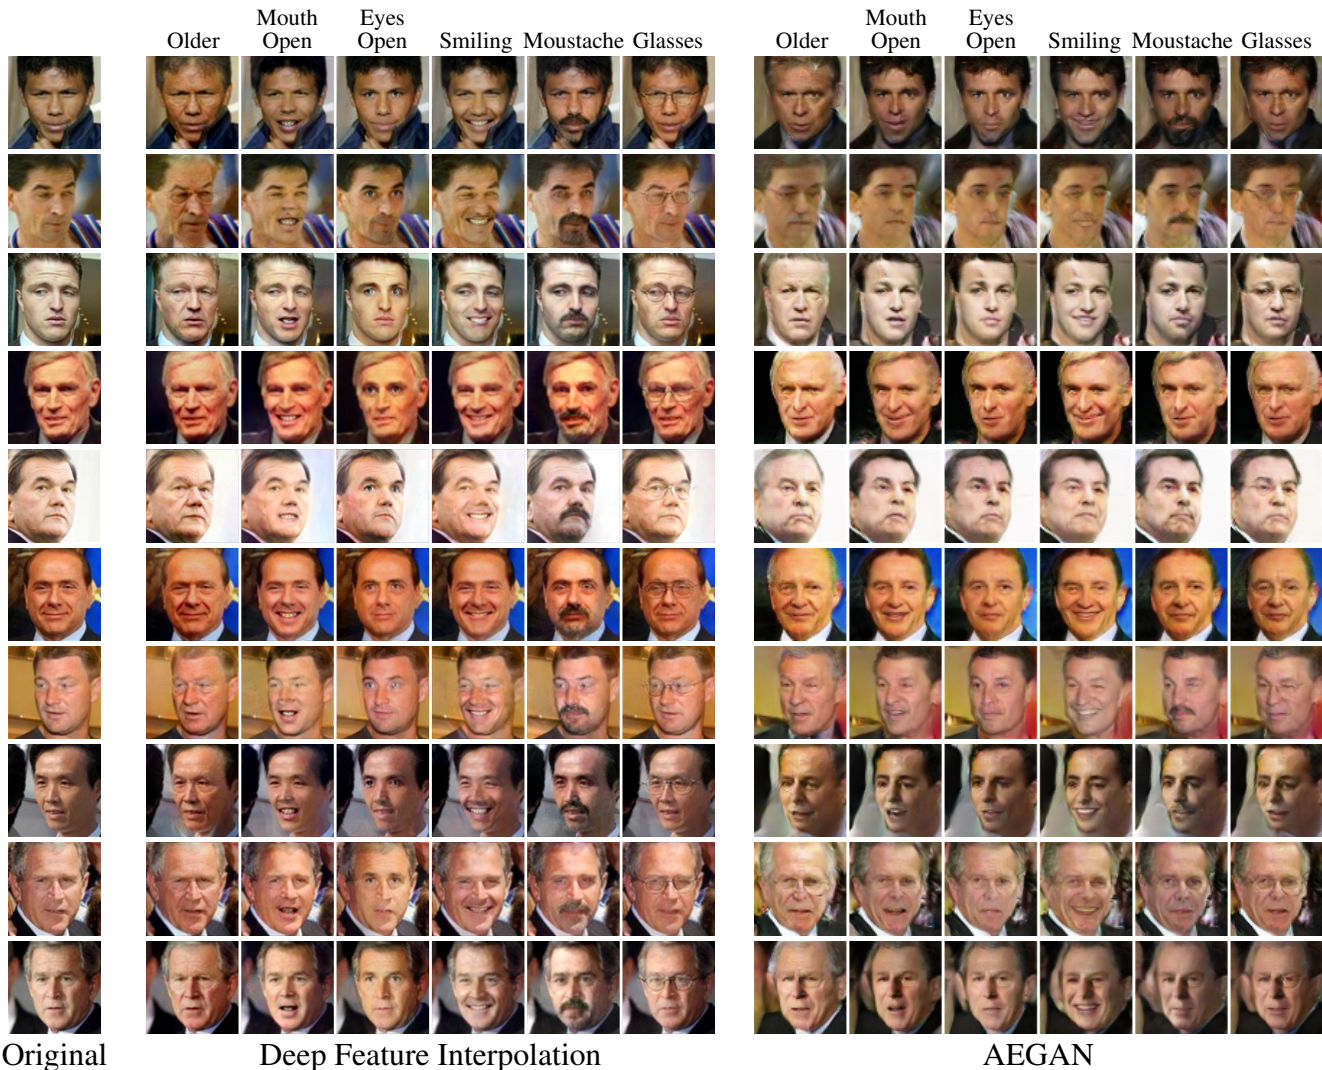 Older Mouth Open Eyes Open Smiling Moustache Glasses
Older Mouth Open Eyes Open Smiling Moustache Glasses
Original
Deep Feature Interpolation
AEGAN